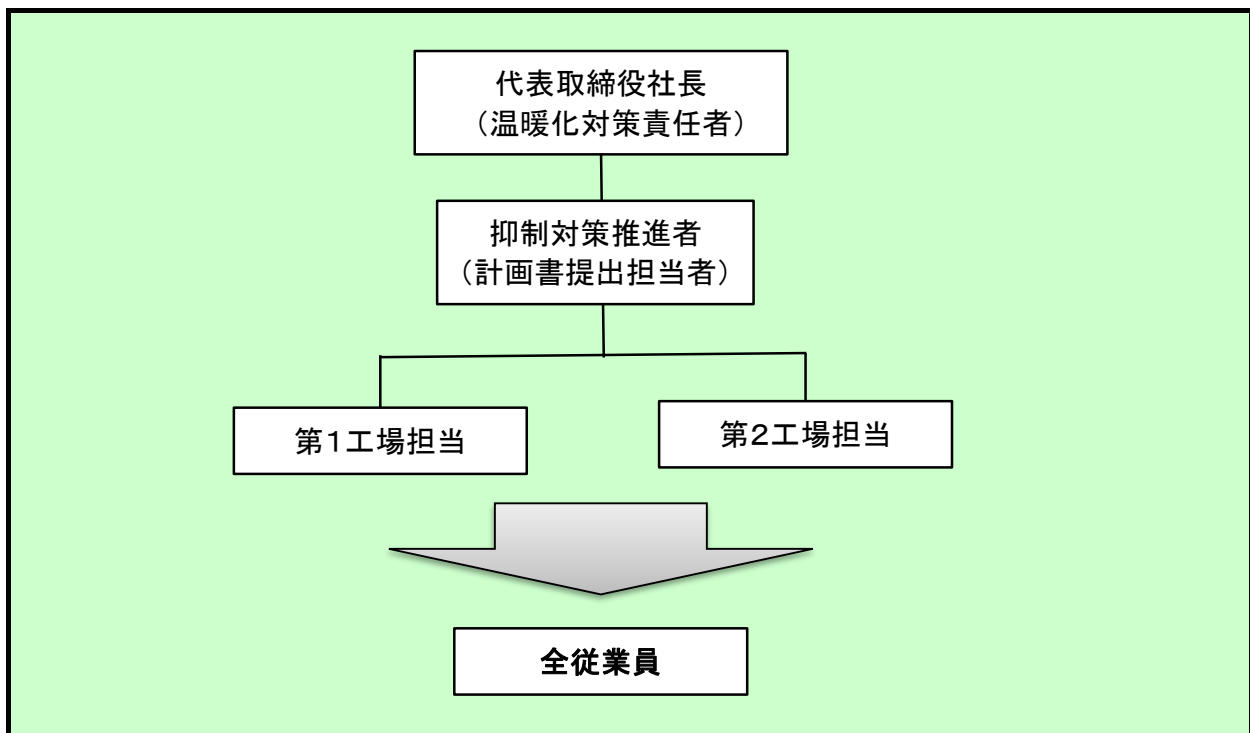 代表取締役社長
（温暖化対策責任者）
抑制対策推進者
（計画書提出担当者）
第１工場担当
第２工場担当
全従業員